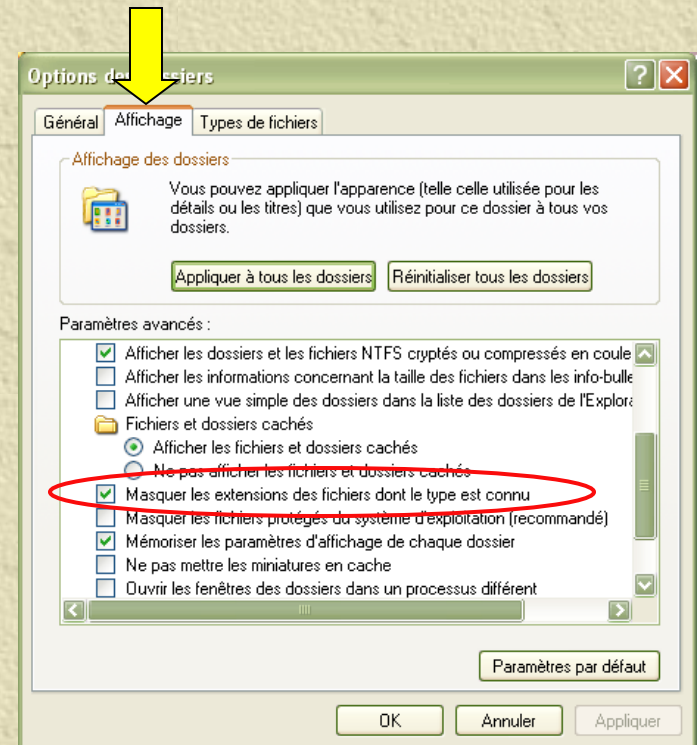 Options des dossiers
Général Affichage Types de fichiers
Affichage des dossiers
Vous pouvez appliquer l'apparence (telle celle utilisée pour les
détails ou les titres) que vous utilisez pour ce dossier à tous vos
dossiers.
Appliquer à tous les dossiers Réinitialiser tous les dossiers
Paramètres avancés :
Afficher les dossiers et les fichiers NTFS cryptés ou compressés en coule
Afficher les informations concernant la taille des fichiers dans les info-bulle
Afficher une vue simple des dossiers dans la liste des dossiers de l'Explora
Fichiers et dossiers cachés
Afficher les fichiers et dossiers cachés
Ne pas afficher les fichiers et dossiers cachés
Masquer les extensions des fichiers dont le type est connu
Masquer les fichiers protégés du système d'exploitation (recommandé)
Mémoriser les paramètres d'affichage de chaque dossier
Ne pas mettre les miniatures en cache
Ouvrir les fenêtres des dossiers dans un processus différent
Paramètres par défaut
OK Annuler Appliquer